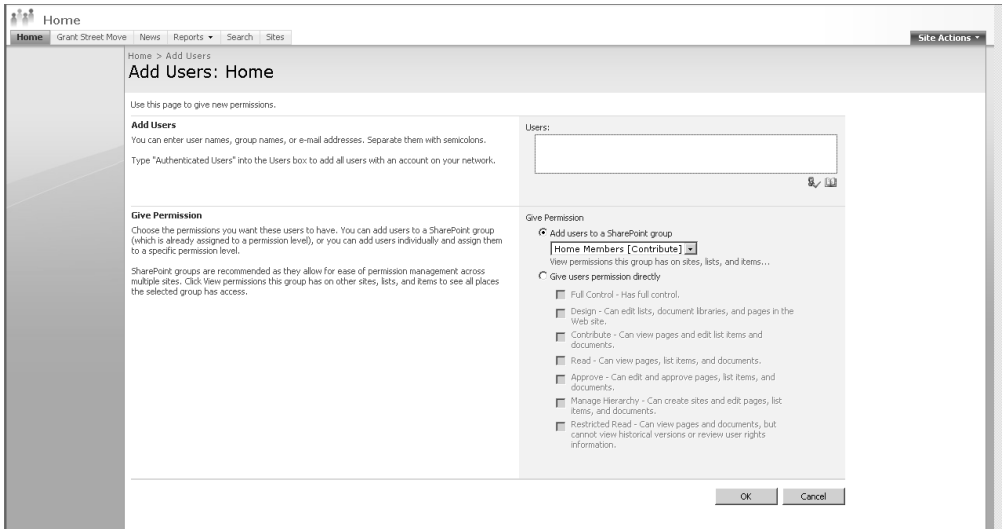 Home
Home Grant Street Move News Reports Search Sites Site Actions
Home > Add Users
Add Users: Home
Use this page to give new permissions.
Add Users
You can enter user names, group names, or e-mail addresses. Separate them with semicolons.
Type "Authenticated Users" into the Users box to add all users with an account on your network.
Users:
Give Permission
Choose the permissions you want these users to have. You can add users to a SharePoint group
(which is already assigned to a permission level), or you can add users individually and assign them
to a specific permission level.
SharePoint groups are recommended as they allow for ease of permission management across
multiple sites. Click View permissions this group has on other sites, lists, and items to see all places
the selected group has access.
Give Permission
Add users to a SharePoint group
Home Members [Contribute]
View permissions this group has on sites, lists, and items...
Give users permission directly
Full Control - Has full control.
Design - Can edit lists, document libraries, and pages in the
Web site.
Contribute - Can view pages and edit list items and
documents.
Read - Can view pages, list items, and documents.
Approve - Can edit and approve pages, list items, and
documents.
Manage Hierarchy - Can create sites and edit pages, list
items, and documents.
Restricted Read - Can view pages and documents, but
cannot view historical versions or review user rights
information.
OK Cancel